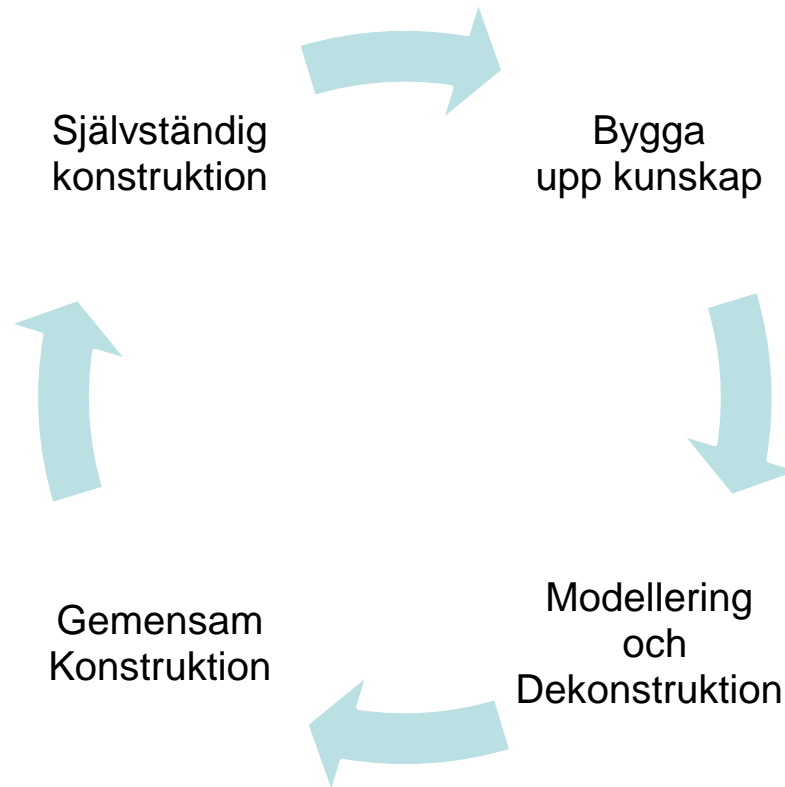 Självständig
konstruktion
Bygga
upp kunskap
Gemensam
Konstruktion
Modellering
och
Dekonstruktion